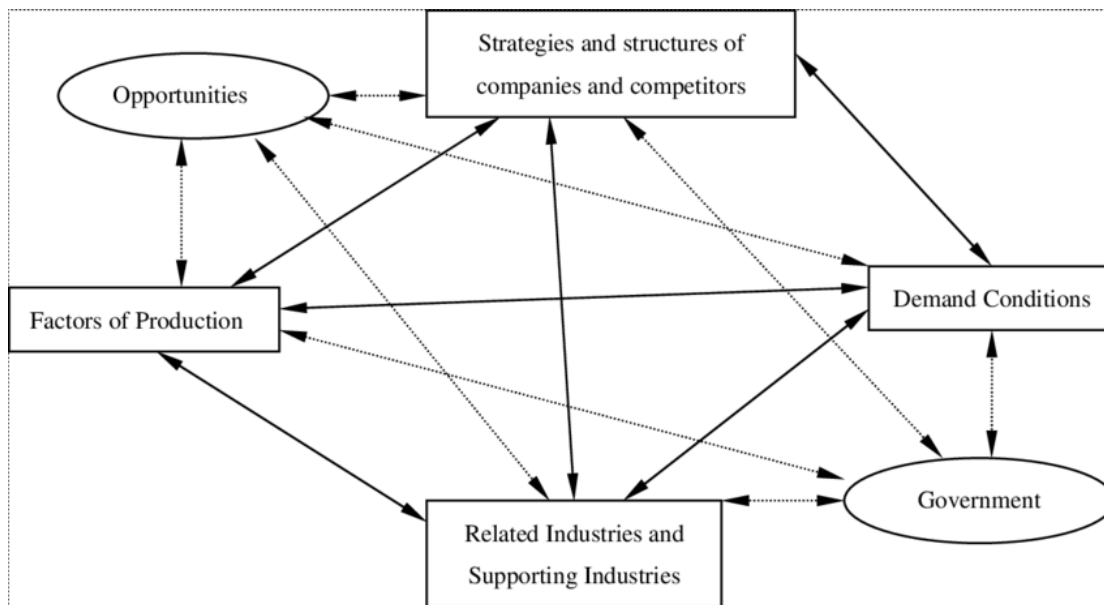 Strategies and structures of
companies and competitors
Opportunities
Demand Conditions
Factors of Production
Government
Related Industries and
Supporting Industries